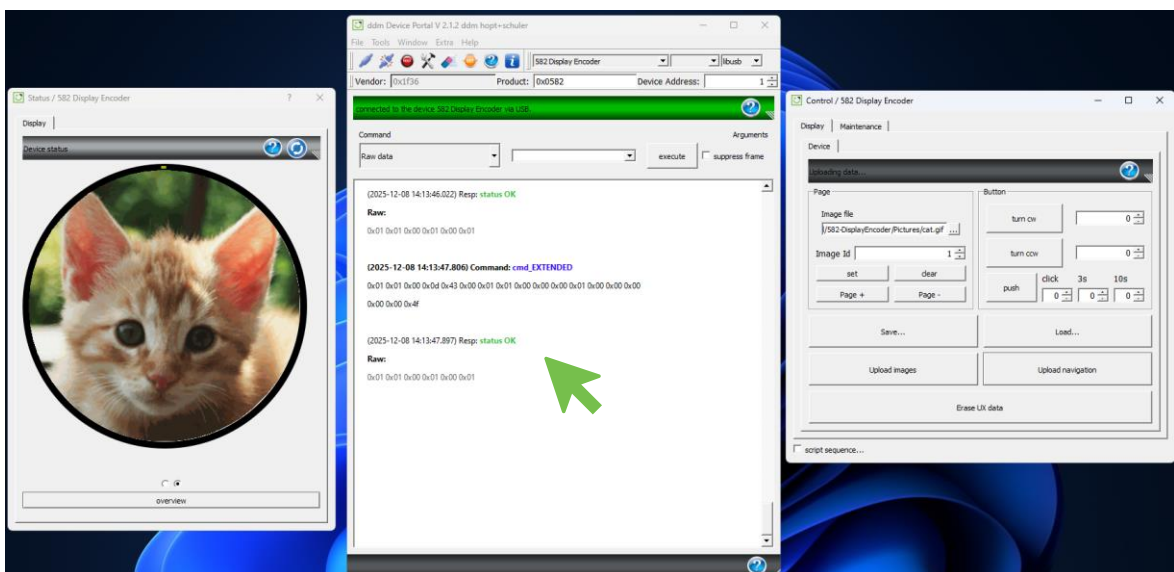 Status / 582 Display Encoder
?
Display
Device status
overview
ddm Device Portal V 2.1.2 ddm hopt+schuler
File Tools Window Extra Help
582 Display Encoder
libusb
Vendor: 0x1f36 Product: 0x0582 Device Address: 1
connected to the device 582 Display Encoder via USB.
Command Arguments
Raw data execute suppress frame
(2025-12-08 14:13:46.022) Resp: status OK
Raw:
0x01 0x01 0x00 0x01 0x00 0x01
(2025-12-08 14:13:47.806) Command: cmd_EXTENDED
0x01 0x01 0x00 0x0d 0x43 0x00 0x01 0x01 0x00 0x00 0x00 0x01 0x00 0x00 0x00
0x00 0x00 0x4f
(2025-12-08 14:13:47.897) Resp: status OK
Raw:
0x01 0x01 0x00 0x01 0x00 0x01
Control / 582 Display Encoder
Display Maintenance
Device
Uploading data...
Page
Image file
/582-DisplayEncoder/Pictures/cat.gif ...
Image Id 1
set clear
Page + Page -
Button
turn cw 0
turn ccw 0
click 3s 10s
push 0 0 0
Save... Load...
Upload images Upload navigation
Erase UX data
script sequence...